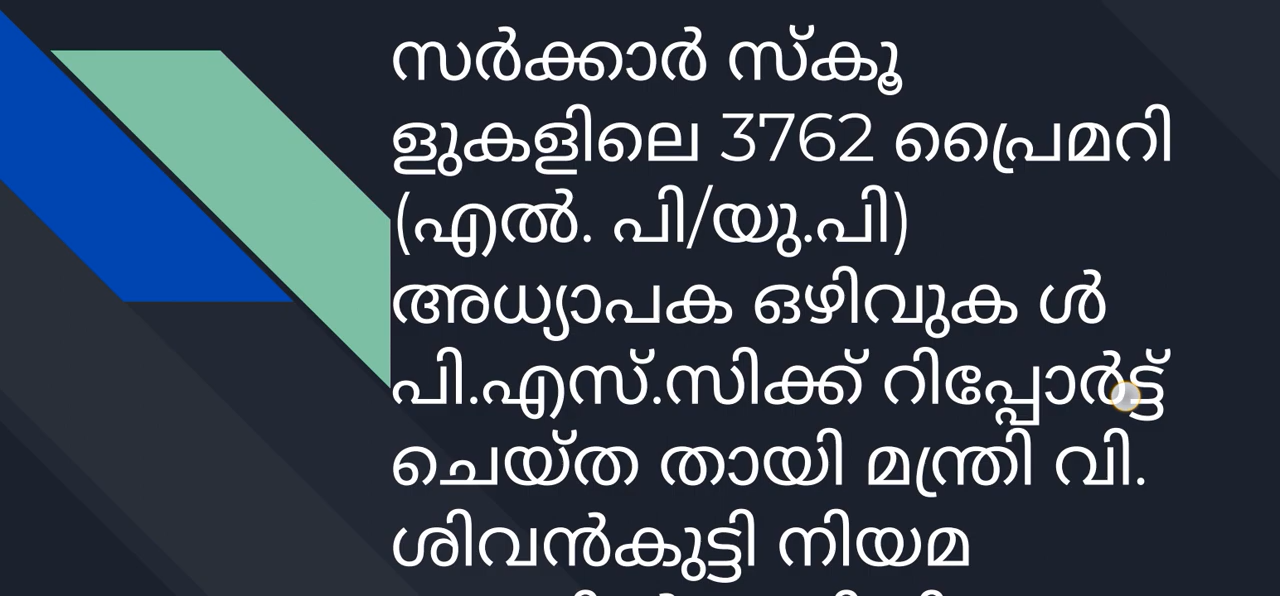 സർക്കാർ സ്കൂ
ളുകളിലെ 3762 പ്രൈമറി
(എൽ. പി/യു.പി)
അധ്യാപക ഒഴിവുക ൾ
പി.എസ്.സിക്ക് റിപ്പോർട്ട്
ചെയ്ത തായി മന്ത്രി വി.
ശിവൻകുട്ടി നിയമ